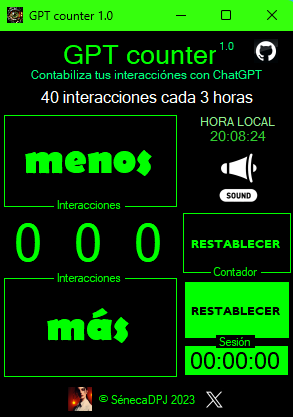 GPT counter 1.0
GPT counter 1.0
Contabiliza tus interacciónes con ChatGPT
40 interacciones cada 3 horas
HORA LOCAL
20:08:24
menos
SOUND
Interacciones
0 0 0
RESTABLECER
Contador
Interacciones
más
RESTABLECER
Sesión
00:00:00
© SénecaDPJ 2023